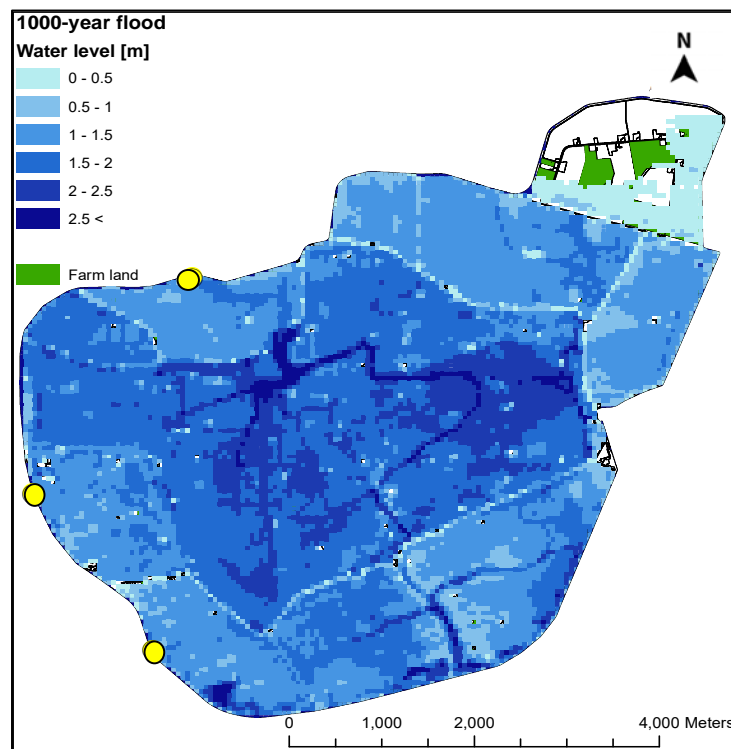 1000-year flood
Water level [m]
0 - 0.5
0.5 - 1
1 - 1.5
1.5 - 2
2 - 2.5
2.5 <
Farm land
N
0 1,000 2,000 4,000 Meters